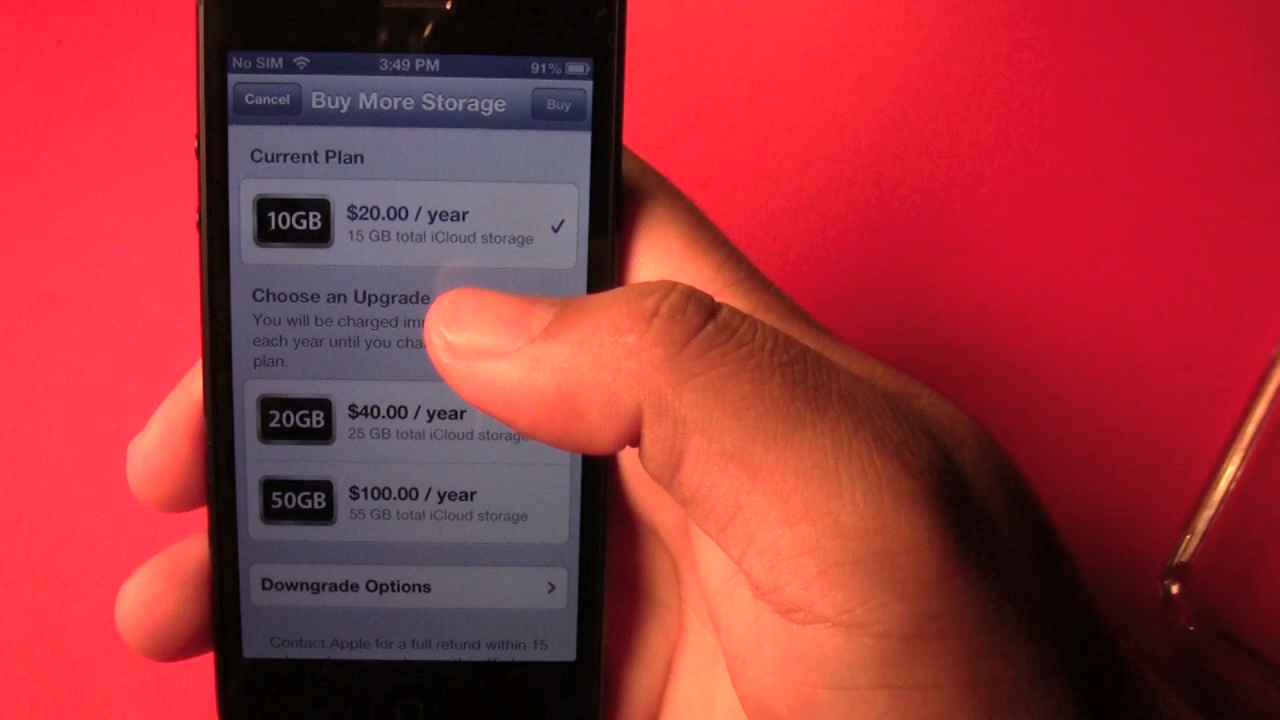 No SIM 3:49 PM 91%
Cancel Buy More Storage Buy
Current Plan
10GB $20.00 / year
15 GB total iCloud storage
Choose an Upgrade
You will be charged
each year until you
plan.
20GB $40.00 / year
25 GB total iCloud storage
50GB $100.00 / year
55 GB total iCloud storage
Downgrade Options
Contact Apple for a full refund within 15